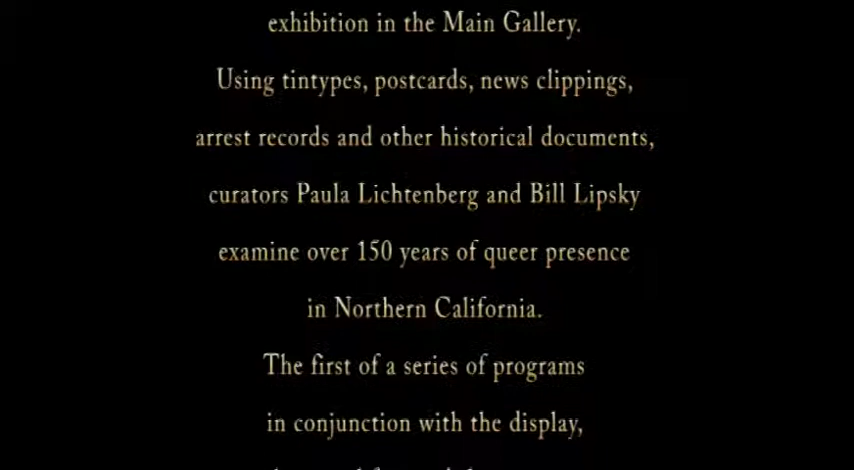 exhibition in the Main Gallery.
Using tintypes, postcards, news clippings,
arrest records and other historical documents,
curators Paula Lichtenberg and Bill Lipsky
examine over 150 years of queer presence
in Northern California.
The first of a series of programs
in conjunction with the display,